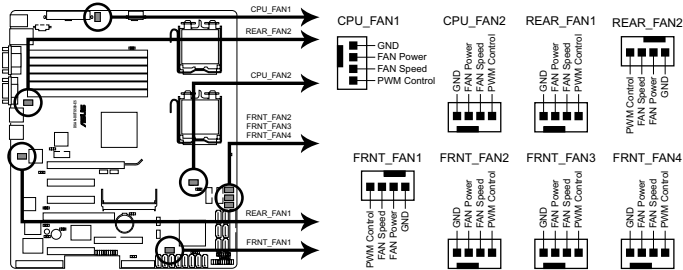 CPU_FAN1
REAR_FAN2
CPU_FAN2
FRNT_FAN2
FRNT_FAN3
FRNT_FAN4
REAR_FAN1
FRNT_FAN1
ASUS
CPU_FAN1
GND
FAN Power
FAN Speed
PWM Control
CPU_FAN2
GND
FAN Power
FAN Speed
PWM Control
REAR_FAN1
GND
FAN Power
FAN Speed
PWM Control
REAR_FAN2
PWM Control
FAN Speed
FAN Power
GND
FRNT_FAN1
PWM Control
FAN Speed
FAN Power
GND
FRNT_FAN2
GND
FAN Power
FAN Speed
PWM Control
FRNT_FAN3
GND
FAN Power
FAN Speed
PWM Control
FRNT_FAN4
GND
FAN Power
FAN Speed
PWM Control